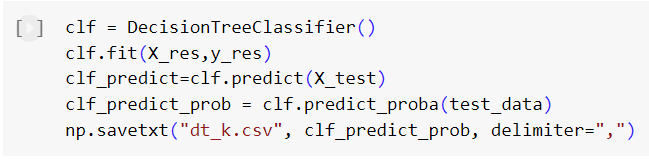 [ ] clf = DecisionTreeClassifier()
clf.fit(X_res,y_res)
clf_predict=clf.predict(X_test)
clf_predict_prob = clf.predict_proba(test_data)
np.savetxt("dt_k.csv", clf_predict_prob, delimiter=",")